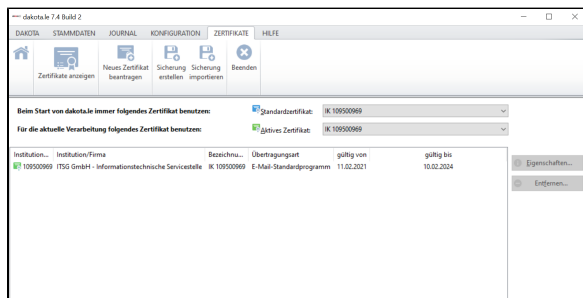 dakota.le 7.4 Build 2
DAKOTA STAMMDATEN JOURNAL KONFIGURATION ZERTIFIKATE HILFE
Zertifikate anzeigen
Neues Zertifikat
beantragen
Sicherung
erstellen
Sicherung
importieren
Beenden
Beim Start von dakota.le immer folgendes Zertifikat benutzen: Standardzertifikat: IK 109500969
Für die aktuelle Verarbeitung folgendes Zertifikat benutzen: Aktives Zertifikat: IK 109500969
Institution... Institution/Firma Bezeichnu... Übertragungsart gültig von gültig bis
109500969 ITSG GmbH - Informationstechnische Servicestelle IK 109500969 E-Mail-Standardprogramm 11.02.2021 10.02.2024
Eigenschaften...
Entfernen...